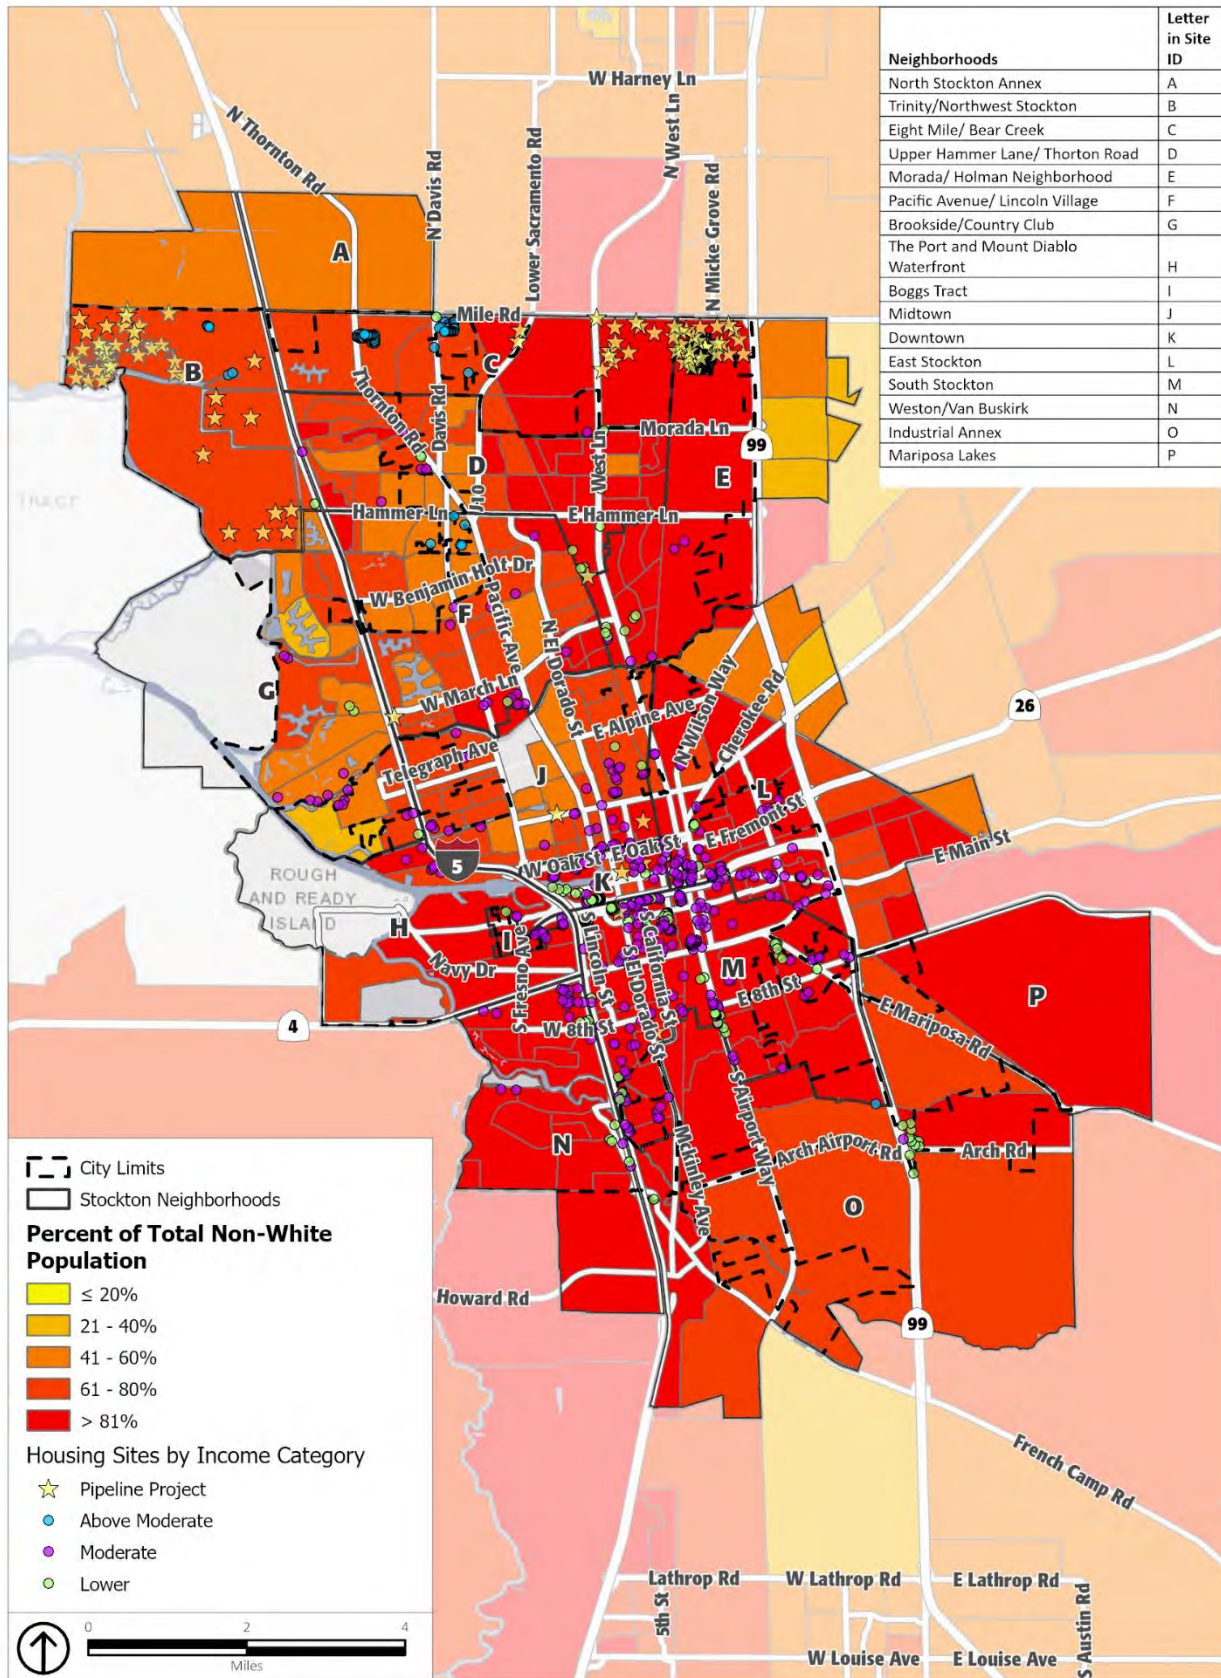 Neighborhoods
Letter
in Site
ID
North Stockton Annex A
Trinity/Northwest Stockton B
Eight Mile/ Bear Creek C
Upper Hammer Lane/ Thorton Road D
Morada/ Holman Neighborhood E
Pacific Avenue/ Lincoln Village F
Brookside/Country Club G
The Port and Mount Diablo
Waterfront H
Boggs Tract I
Midtown J
Downtown K
East Stockton L
South Stockton M
Weston/Van Buskirk N
Industrial Annex O
Mariposa Lakes P
W Harney Ln
N Thornton Rd
N Davis Rd
Lower Sacramento Rd
N West Ln
N Micke Grove Rd
A
Mile Rd
B
C
Thornton Rd
Davis Rd
West Ln
Morada Ln
99
D
J10
E
TRACT
Hammer Ln
E Hammer Ln
W Benjamin Holt Dr
F
Pacific Ave
N El Dorado St
G
W March Ln
N Wilson Way
Cherokee Rd
26
E Alpine Ave
Telegraph Ave
J
L
E Fremont St
E Main St
5
W Oak St
E Oak St
K
ROUGH
AND READY
ISLAND
H
I
S Fresno Ave
S Lincoln St
S El Dorado St
S California St
Navy Dr
M
E 8th St
P
4
W 8th St
E Mariposa Rd
S Airport Way
N
Mckinley Ave
Arch Airport Rd
Arch Rd
O
Howard Rd
99
French Camp Rd
Lathrop Rd
W Lathrop Rd
E Lathrop Rd
5th St
S Austin Rd
W Louise Ave
E Louise Ave
City Limits
Stockton Neighborhoods
Percent of Total Non-White
Population
≤ 20%
21 - 40%
41 - 60%
61 - 80%
> 81%
Housing Sites by Income Category
Pipeline Project
Above Moderate
Moderate
Lower
0 2 4
Miles